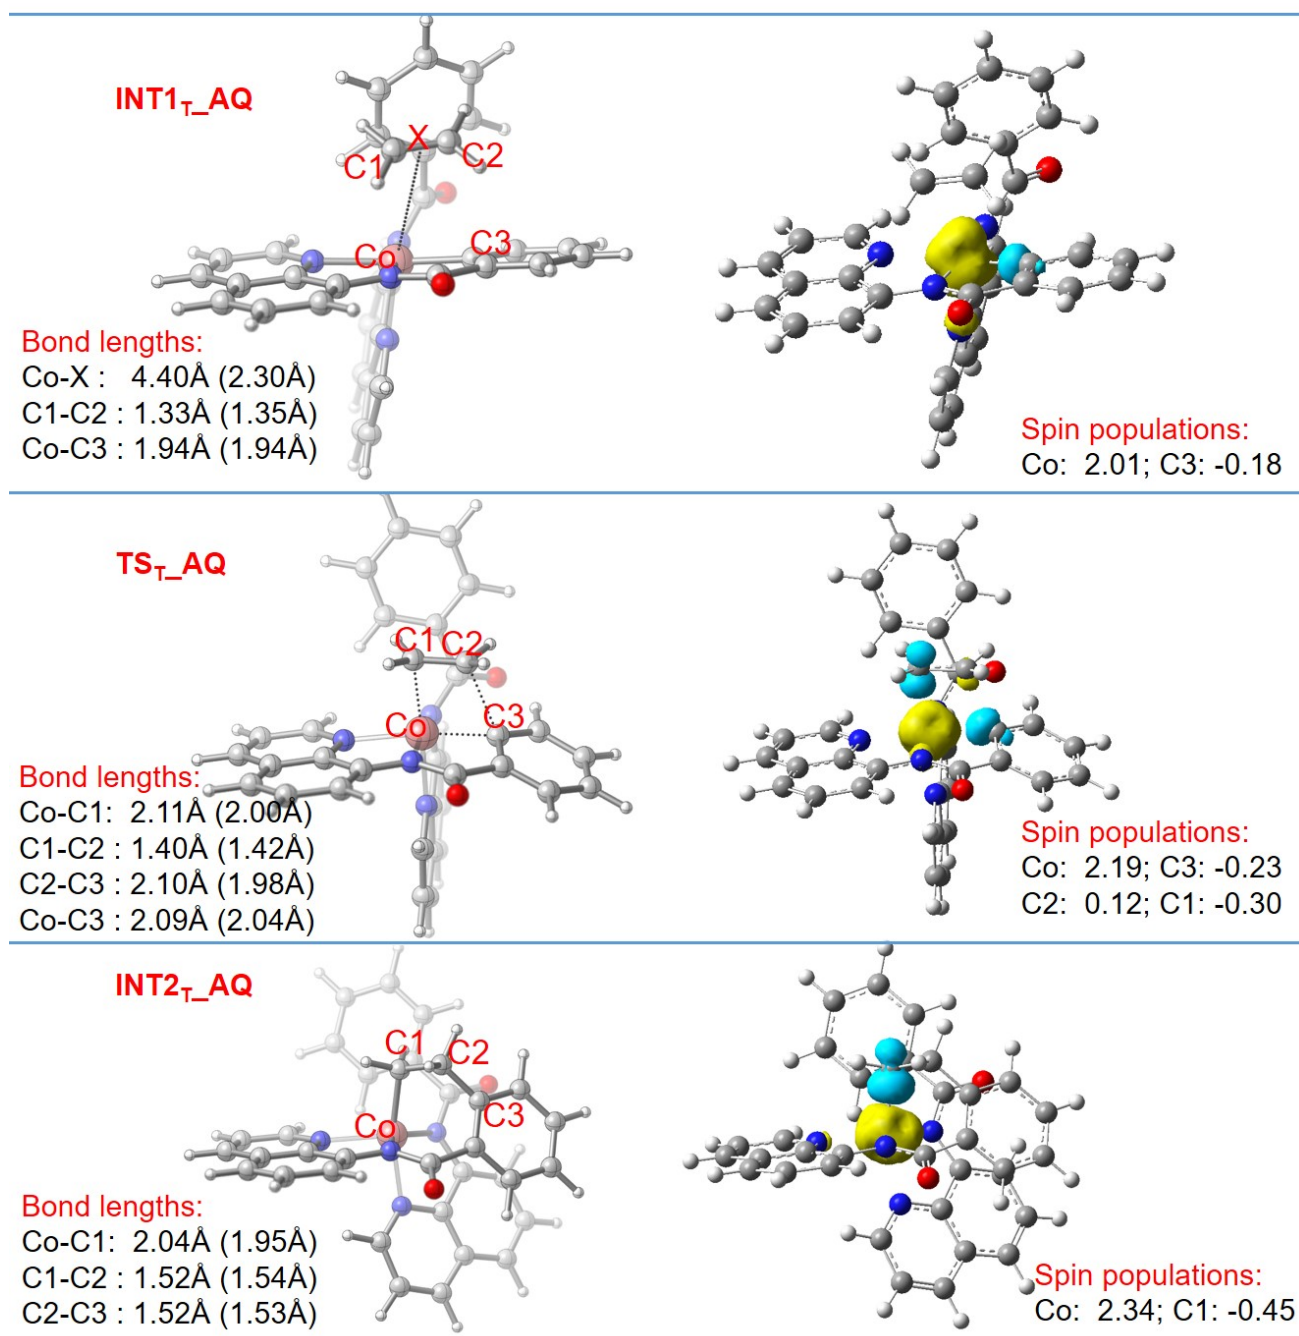 INT1T_AQ
X
C1
C2
Co
C3
Bond lengths:
Co-X : 4.40Å (2.30Å)
C1-C2 : 1.33Å (1.35Å)
Co-C3 : 1.94Å (1.94Å)
Spin populations:
Co: 2.01; C3: -0.18
TST_AQ
C1
C2
Co
C3
Bond lengths:
Co-C1: 2.11Å (2.00Å)
C1-C2 : 1.40Å (1.42Å)
C2-C3 : 2.10Å (1.98Å)
Co-C3 : 2.09Å (2.04Å)
Spin populations:
Co: 2.19; C3: -0.23
C2: 0.12; C1: -0.30
INT2T_AQ
C1
C2
C3
Co
Bond lengths:
Co-C1: 2.04Å (1.95Å)
C1-C2 : 1.52Å (1.54Å)
C2-C3 : 1.52Å (1.53Å)
Spin populations:
Co: 2.34; C1: -0.45